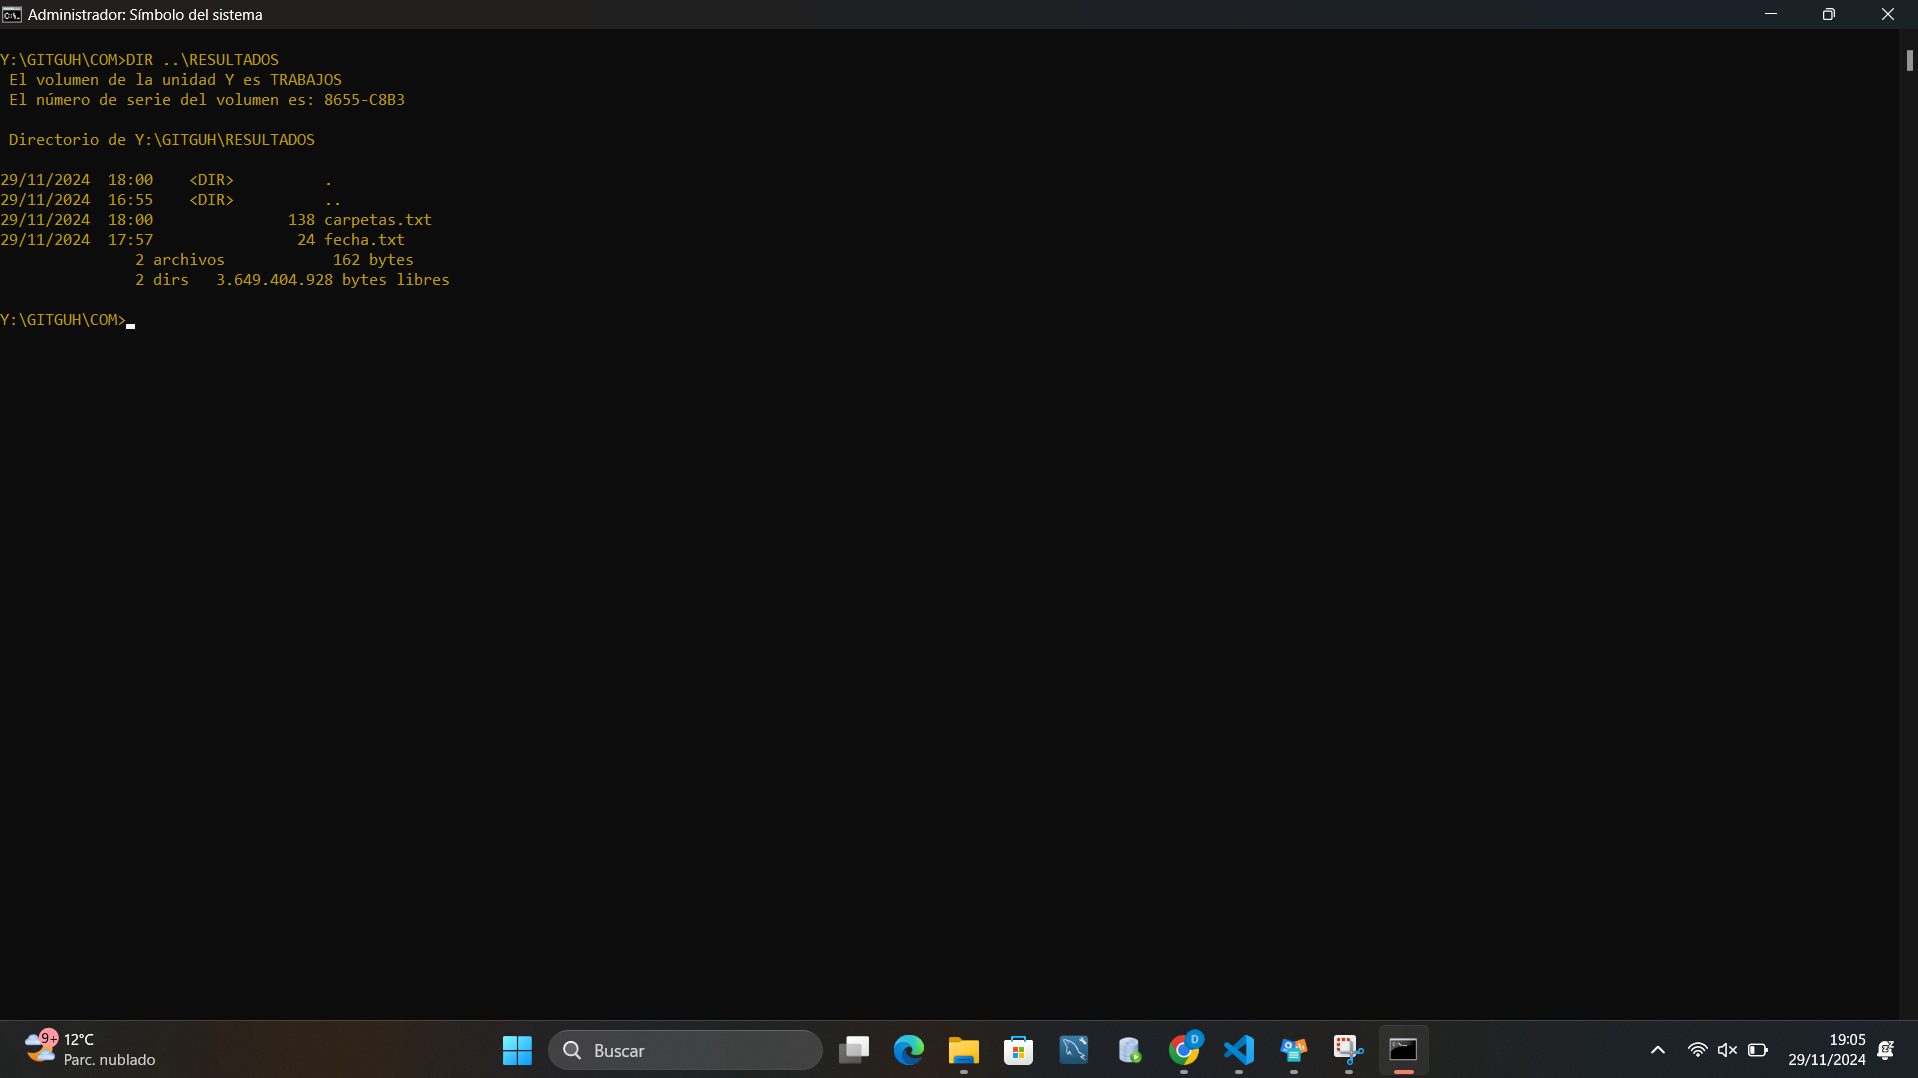 Administrador: Símbolo del sistema
Y:\GITGUH\COM>DIR ..\RESULTADOS
El volumen de la unidad Y es TRABAJOS
El número de serie del volumen es: 8655-C8B3
Directorio de Y:\GITGUH\RESULTADOS
29/11/2024  18:00    <DIR>          .
29/11/2024  16:55    <DIR>          ..
29/11/2024  18:00               138 carpetas.txt
29/11/2024  17:57                24 fecha.txt
2 archivos            162 bytes
2 dirs   3.649.404.928 bytes libres
Y:\GITGUH\COM>
9+
12°C
Parc. nublado
Buscar
D
19:05
29/11/2024